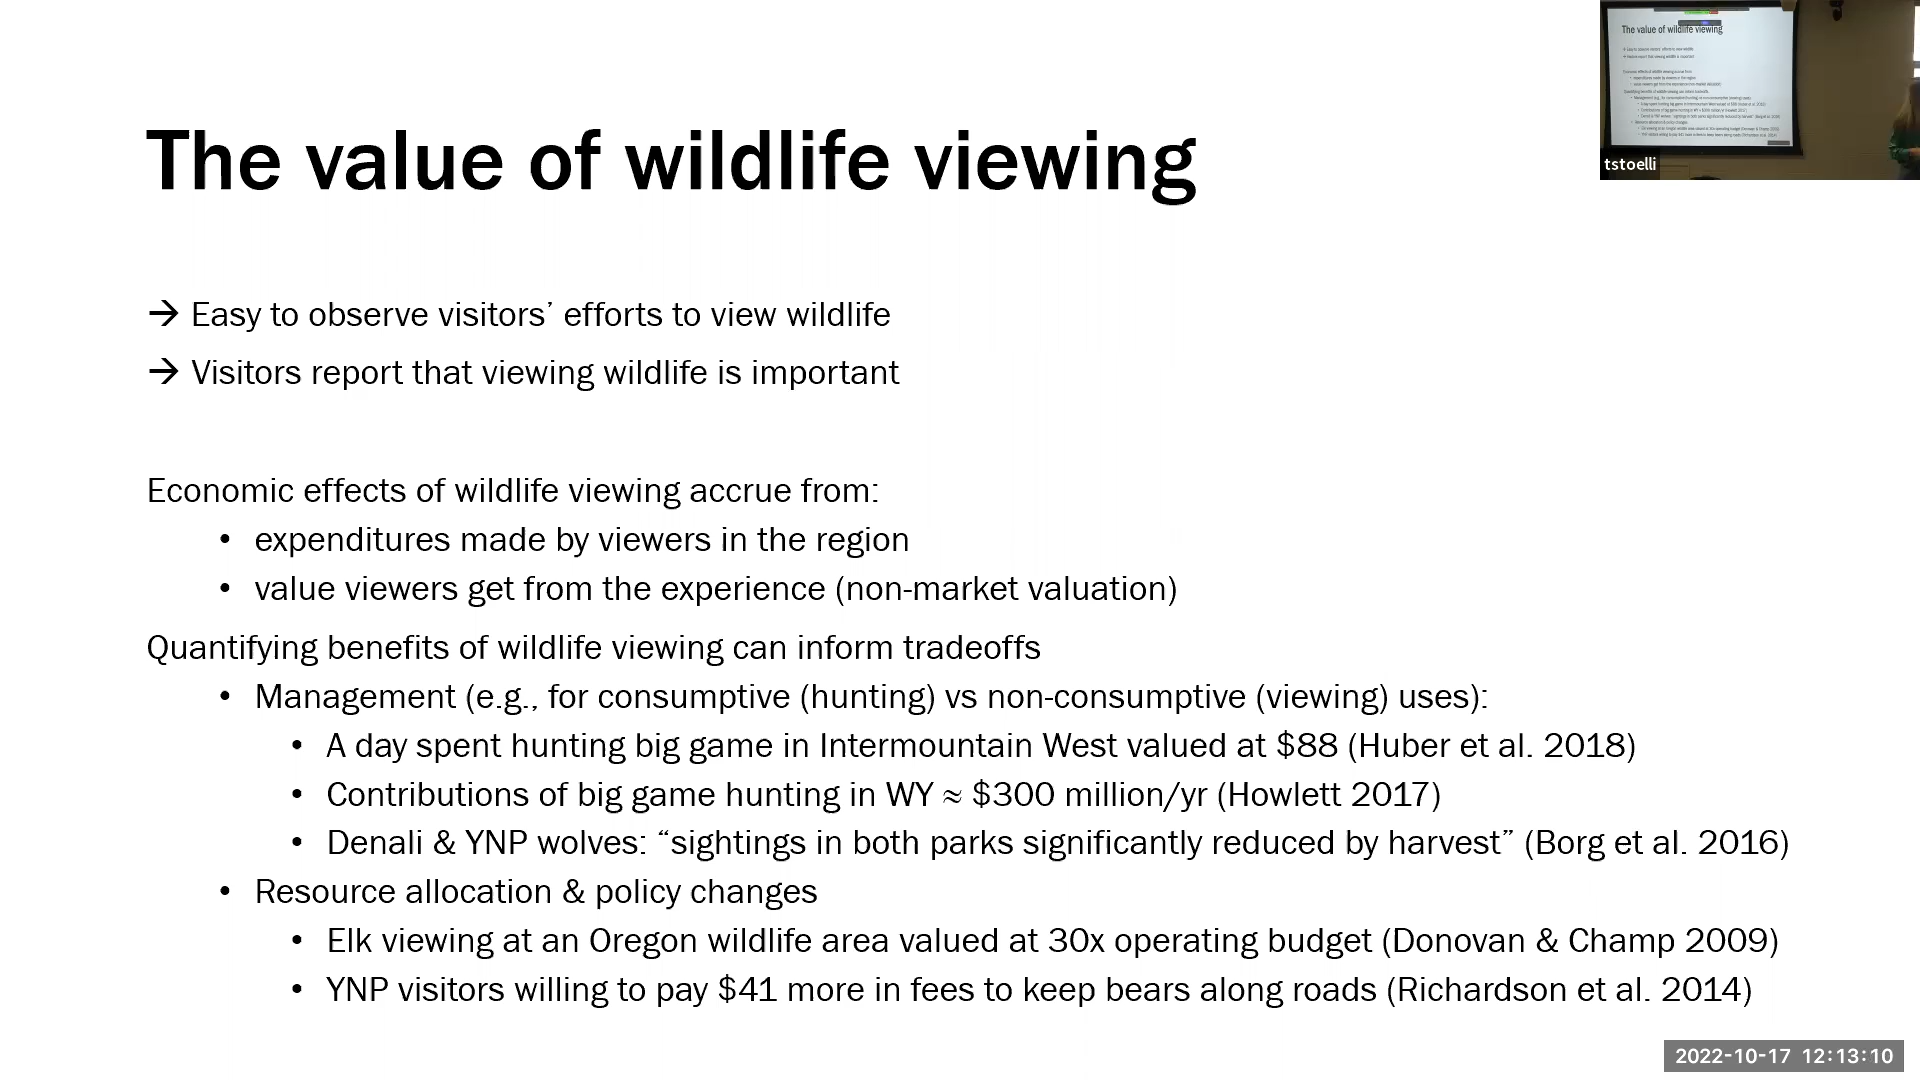 The value of wildlife viewing
tstoelli
→ Easy to observe visitors’ efforts to view wildlife
→ Visitors report that viewing wildlife is important
Economic effects of wildlife viewing accrue from:
• expenditures made by viewers in the region
• value viewers get from the experience (non-market valuation)
Quantifying benefits of wildlife viewing can inform tradeoffs
• Management (e.g., for consumptive (hunting) vs non-consumptive (viewing) uses):
• A day spent hunting big game in Intermountain West valued at $88 (Huber et al. 2018)
• Contributions of big game hunting in WY ≈ $300 million/yr (Howlett 2017)
• Denali & YNP wolves: “sightings in both parks significantly reduced by harvest” (Borg et al. 2016)
• Resource allocation & policy changes
• Elk viewing at an Oregon wildlife area valued at 30x operating budget (Donovan & Champ 2009)
• YNP visitors willing to pay $41 more in fees to keep bears along roads (Richardson et al. 2014)
2022-10-17 12:13:10
The value of wildlife viewing